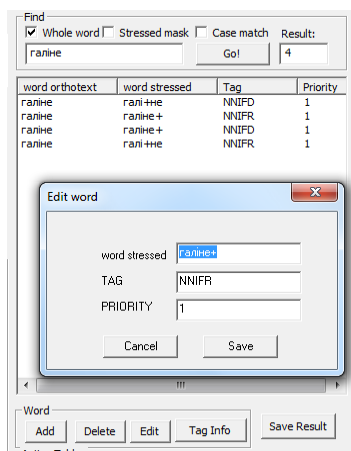 Find
Whole word Stressed mask Case match Result:
галіне Go! 4
word orthotext word stressed Tag Priority
галіне галі+не NNIFD 1
галіне галіне+ NNIFR 1
галіне галіне+ NNIFD 1
галіне галі+не NNIFR 1
Edit word
word stressed галіне+
TAG NNIFR
PRIORITY 1
Cancel Save
Word
Add Delete Edit Tag Info Save Result